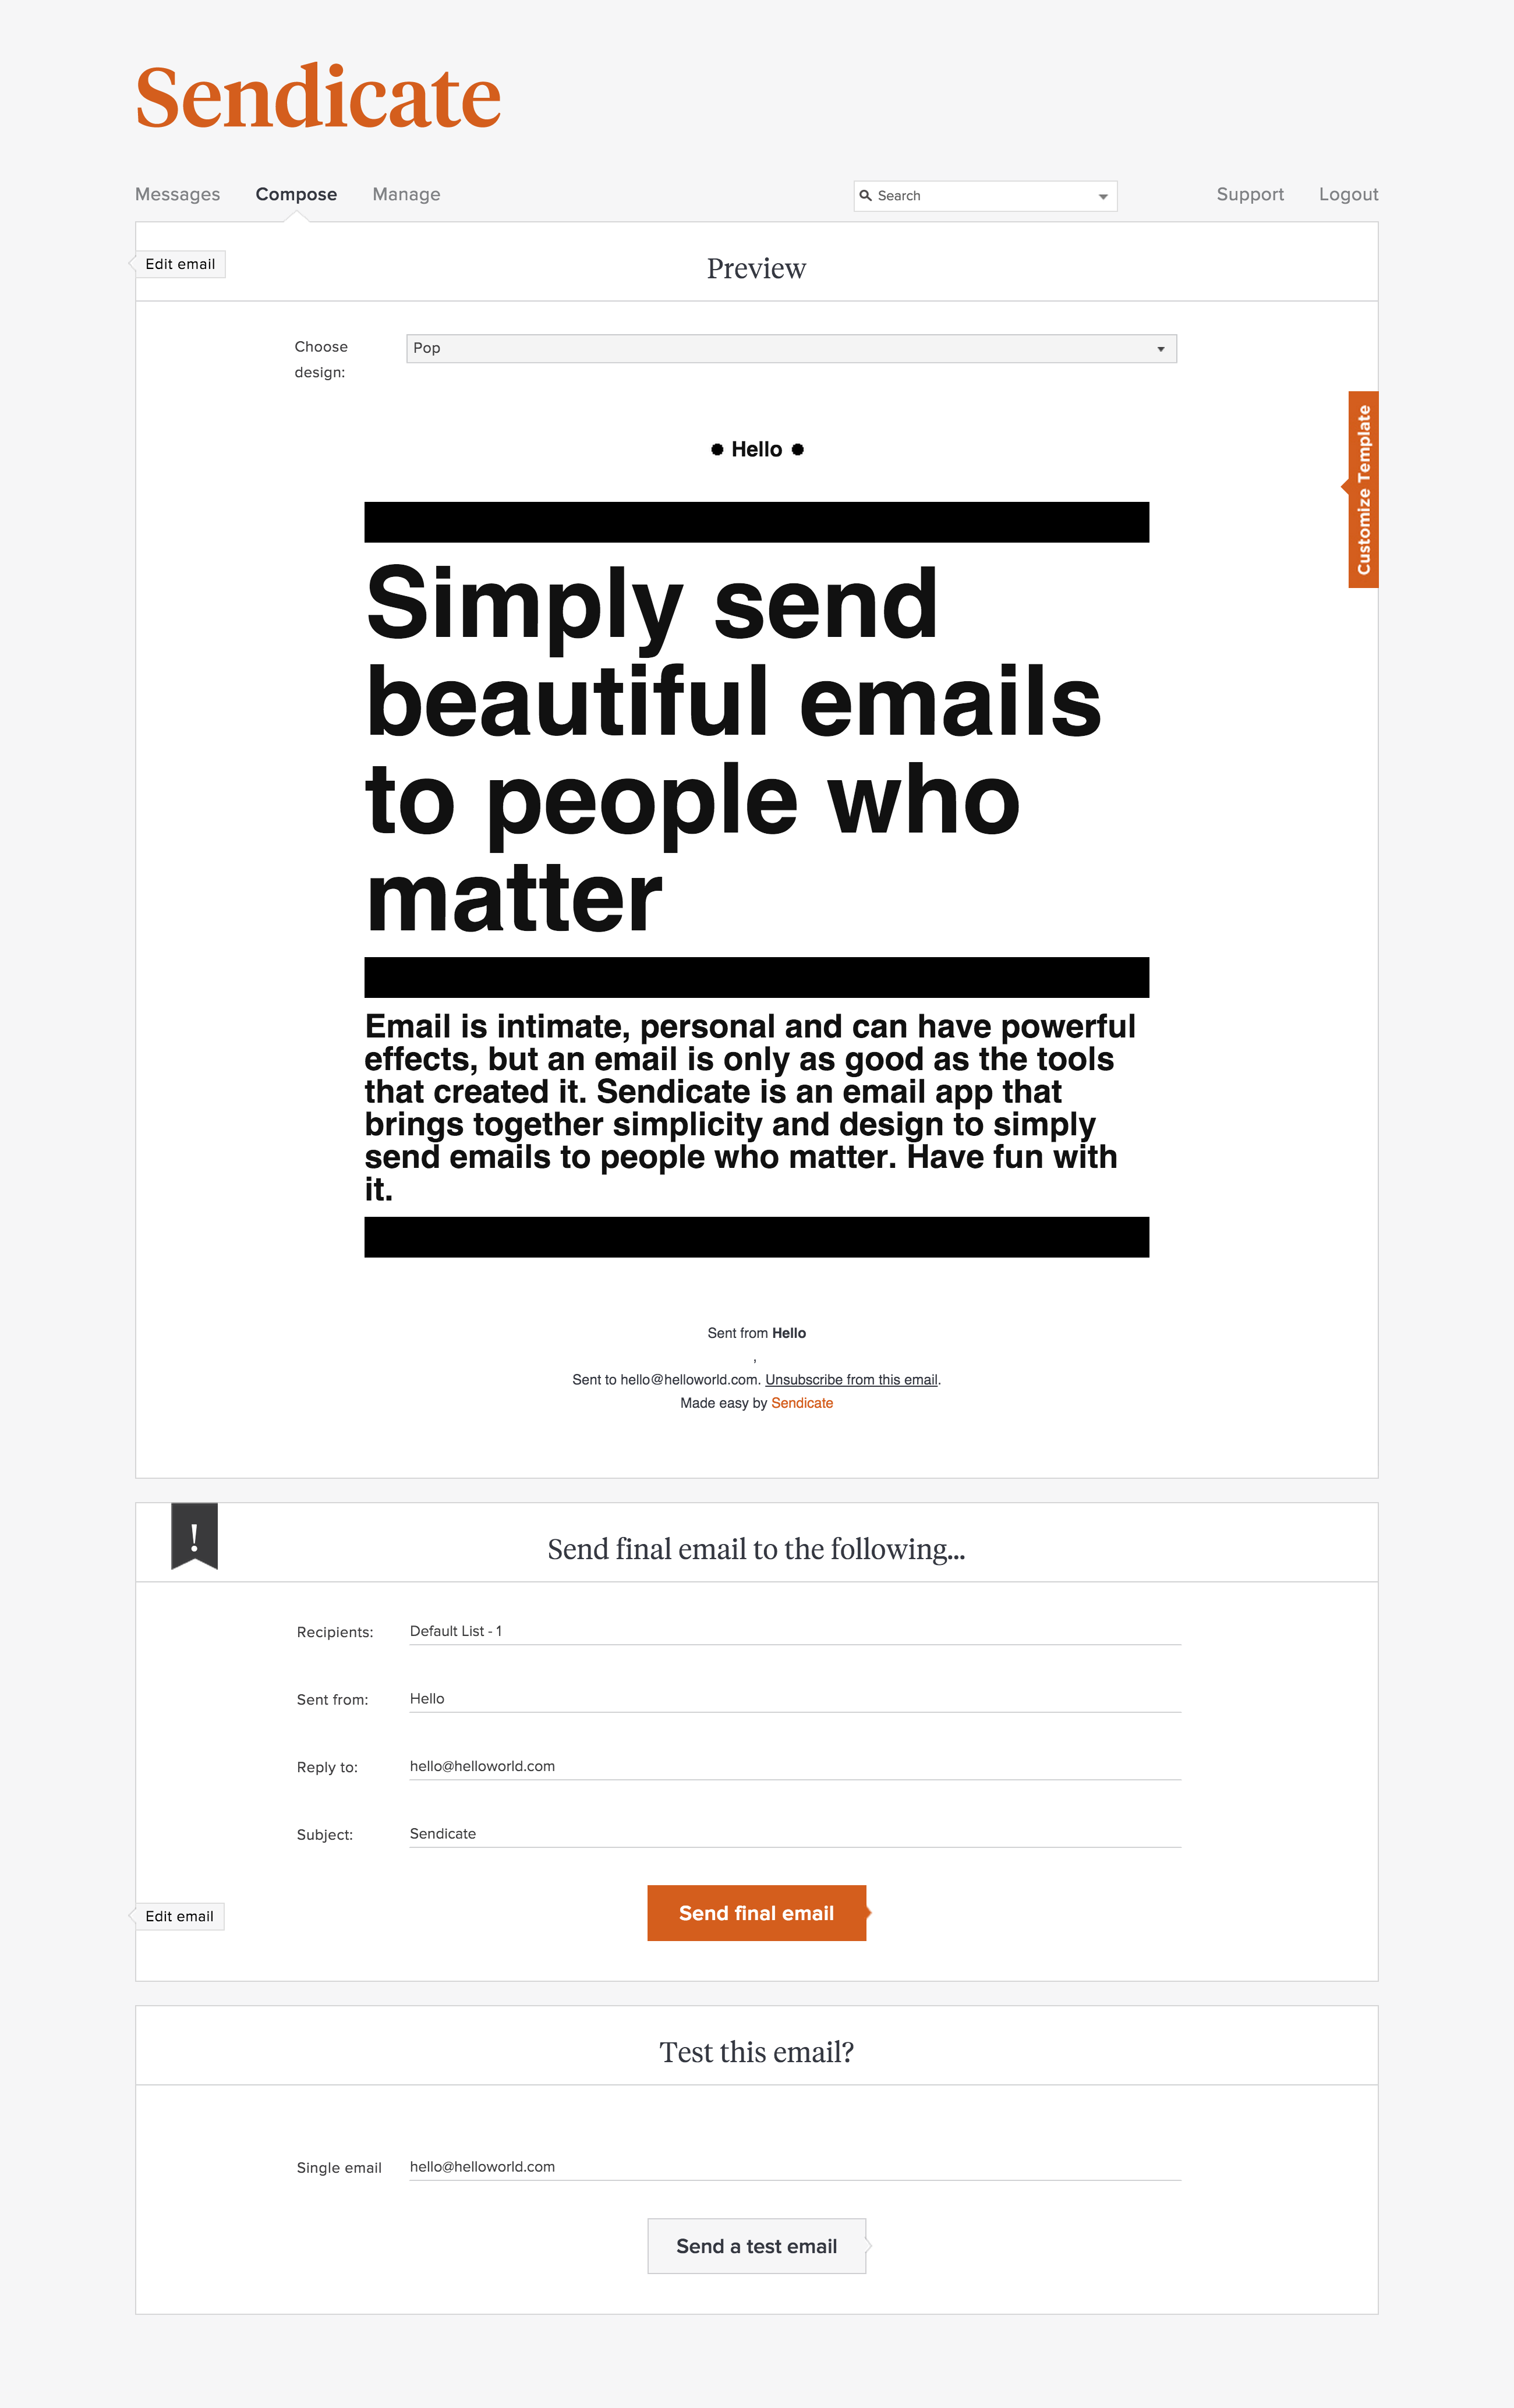 Sendicate
Messages Compose Manage Search Support Logout
Edit email
Preview
Choose
design:
Pop
Customize Template
Hello
Simply send
beautiful emails
to people who
matter
Email is intimate, personal and can have powerful
effects, but an email is only as good as the tools
that created it. Sendicate is an email app that
brings together simplicity and design to simply
send emails to people who matter. Have fun with
it.
Sent from Hello
,
Sent to hello@helloworld.com. Unsubscribe from this email.
Made easy by Sendicate
!
Send final email to the following...
Recipients: Default List - 1
Sent from: Hello
Reply to: hello@helloworld.com
Subject: Sendicate
Edit email
Send final email
Test this email?
Single email hello@helloworld.com
Send a test email